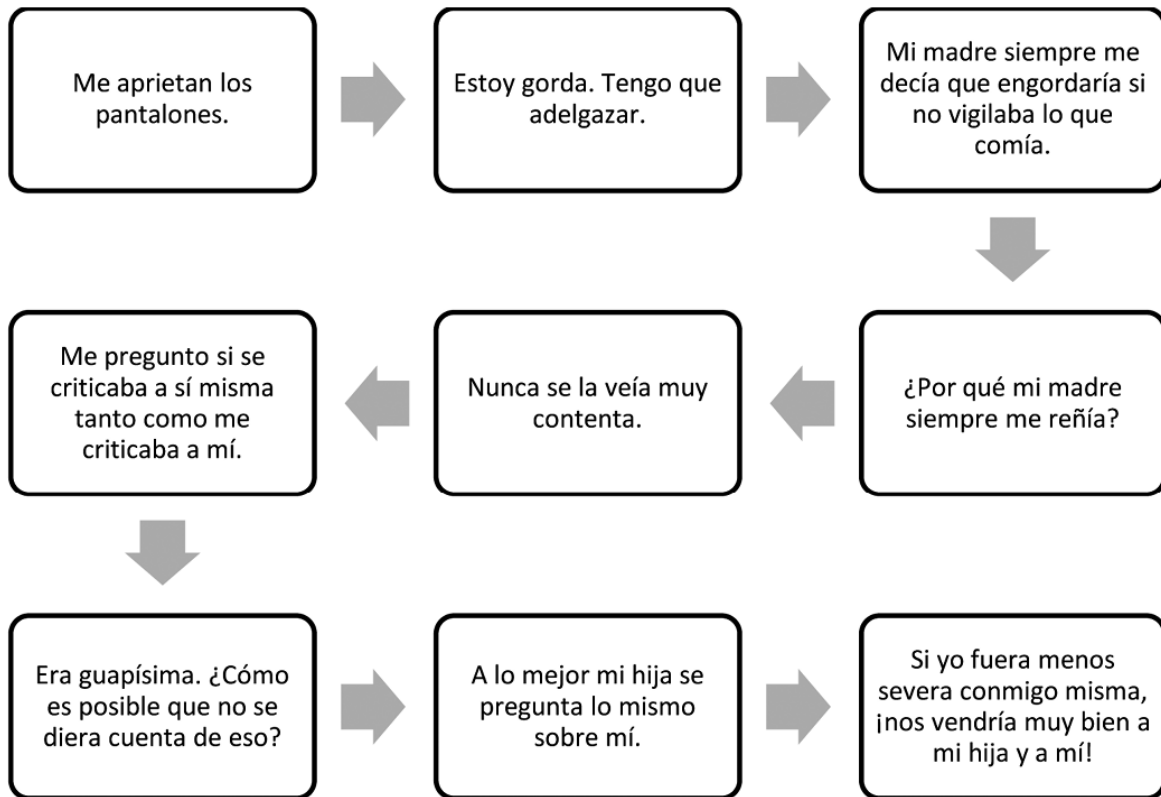 Me aprietan los
pantalones.
Estoy gorda. Tengo que
adelgazar.
Mi madre siempre me
decía que engordaría si
no vigilaba lo que
comía.
¿Por qué mi madre
siempre me reñía?
Nunca se la veía muy
contenta.
Me pregunto si se
criticaba a sí misma
tanto como me
criticaba a mí.
Era guapísima. ¿Cómo
es posible que no se
diera cuenta de eso?
A lo mejor mi hija se
pregunta lo mismo
sobre mí.
Si yo fuera menos
severa conmigo misma,
¡nos vendría muy bien a
mi hija y a mí!